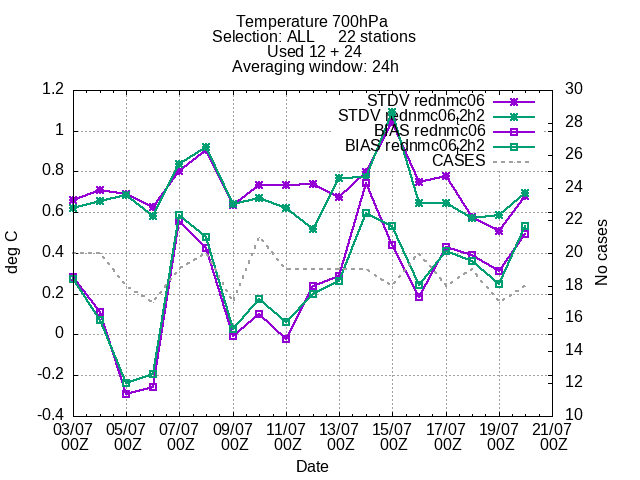 Temperature 700hPa
Selection: ALL 22 stations
Used 12 + 24
Averaging window: 24h
1.2
1
0.8
0.6
0.4
0.2
0
-0.2
-0.4
deg C
30
28
26
24
22
20
18
16
14
12
10
No cases
STDV rednmc06
STDV rednmc06t2h2
BIAS rednmc06
BIAS rednmc06t2h2
CASES
03/07 05/07 07/07 09/07 11/07 13/07 15/07 17/07 19/07 21/07
00Z 00Z 00Z 00Z 00Z 00Z 00Z 00Z 00Z 00Z
Date